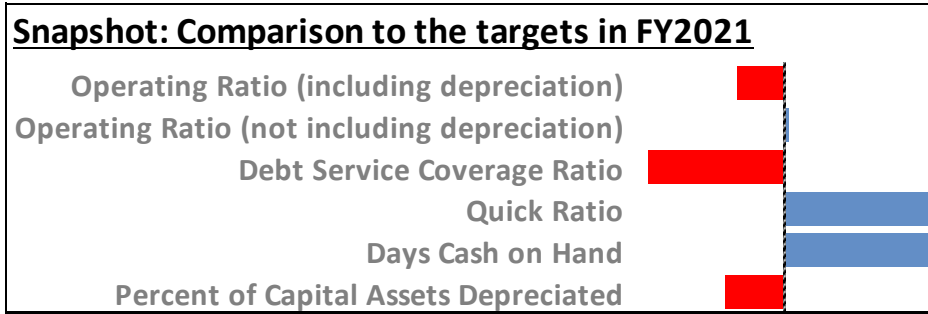 Snapshot: Comparison to the targets in FY2021
Operating Ratio (including depreciation)
Operating Ratio (not including depreciation)
Debt Service Coverage Ratio
Quick Ratio
Days Cash on Hand
Percent of Capital Assets Depreciated